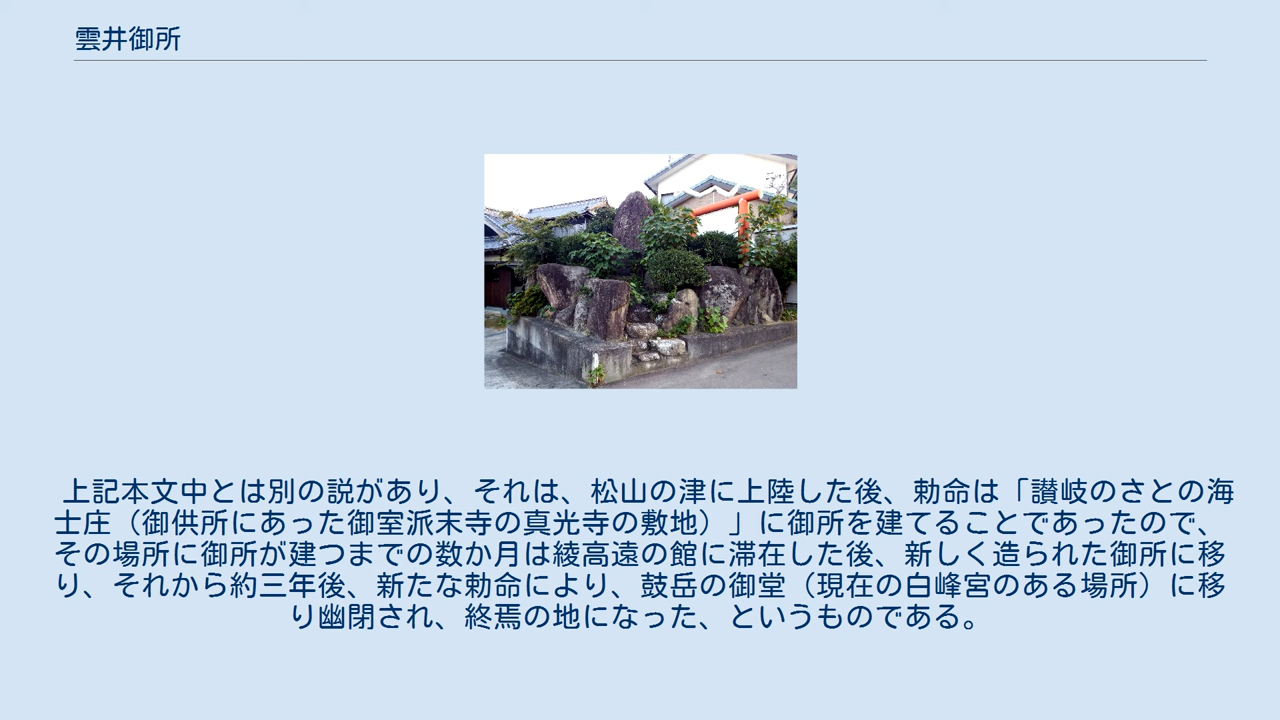 雲井御所
上記本文中とは別の説があり、それは、松山の津に上陸した後、勅命は「讃岐のさとの海
士庄（御供所にあった御室派末寺の真光寺の敷地）」に御所を建てることであったので、
その場所に御所が建つまでの数か月は綾高遠の館に滞在した後、新しく造られた御所に移
り、それから約三年後、新たな勅命により、鼓岳の御堂（現在の白峰宮のある場所）に移
り幽閉され、終焉の地になった、というものである。